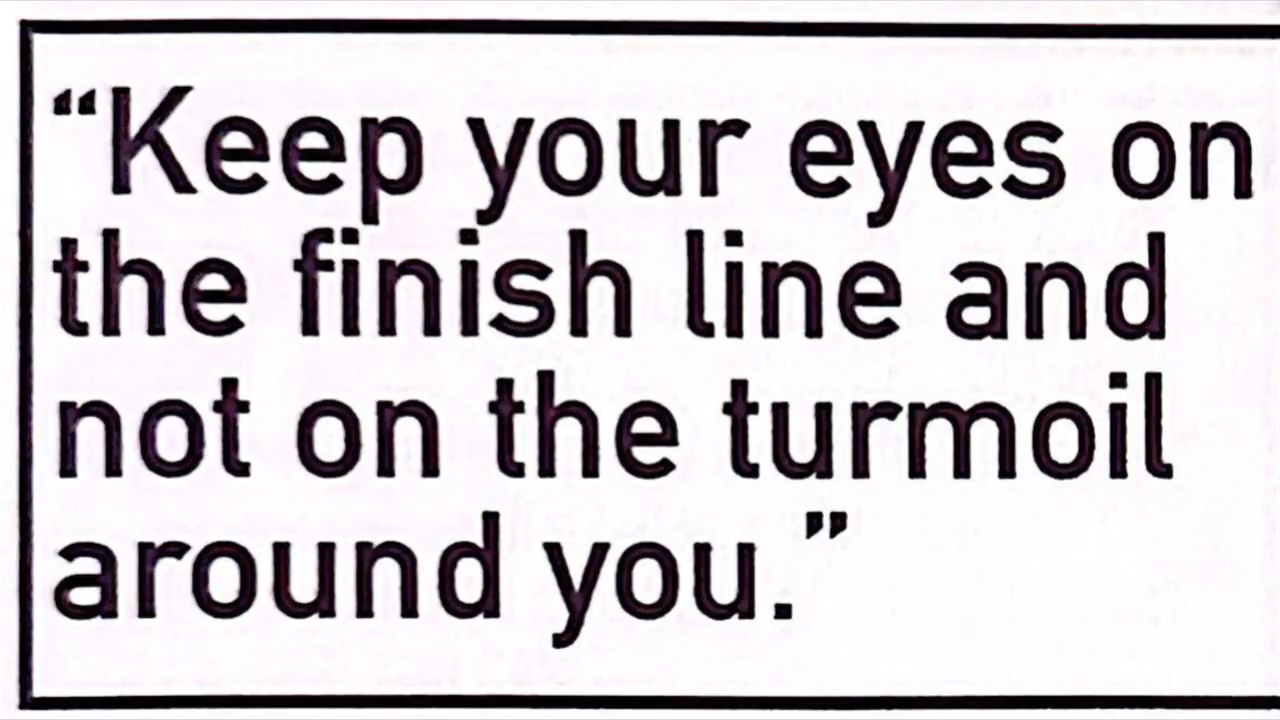 “Keep your eyes on
the finish line and
not on the turmoil
around you.”